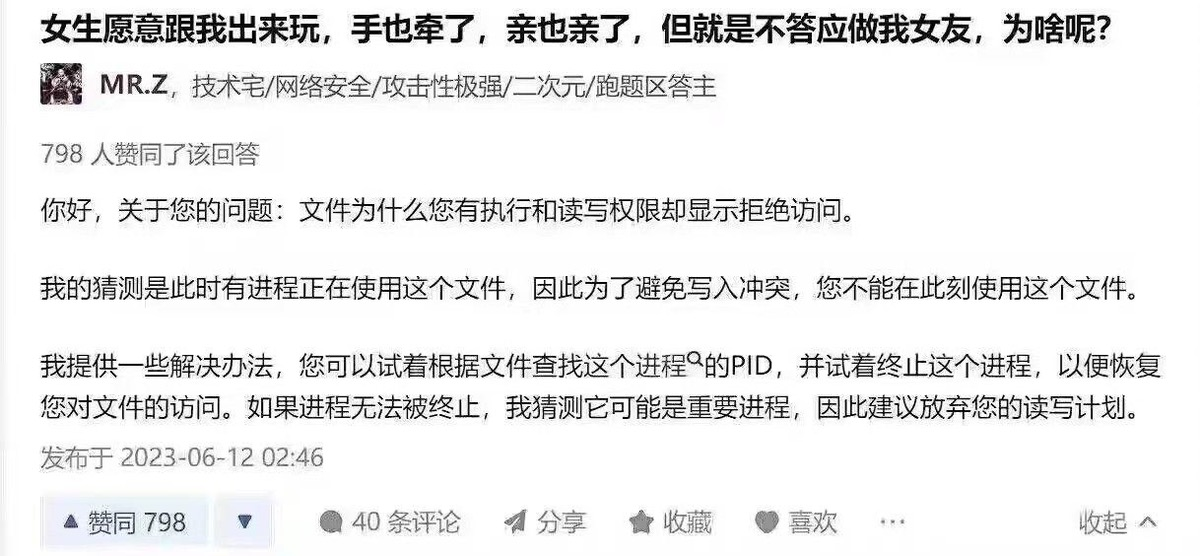 女生愿意跟我出来玩，手也牵了，亲也亲了，但就是不答应做我女友，为啥呢？
MR.Z，技术宅/网络安全/攻击性极强/二次元/跑题区答主
798 人赞同了该回答
你好，关于您的问题：文件为什么您有执行和读写权限却显示拒绝访问。
我的猜测是此时有进程正在使用这个文件，因此为了避免写入冲突，您不能在此刻使用这个文件。
我提供一些解决办法，您可以试着根据文件查找这个进程的PID，并试着终止这个进程，以便恢复
您对文件的访问。如果进程无法被终止，我猜测它可能是重要进程，因此建议放弃您的读写计划。
发布于 2023-06-12 02:46
赞同 798 40 条评论 分享 收藏 喜欢 ··· 收起